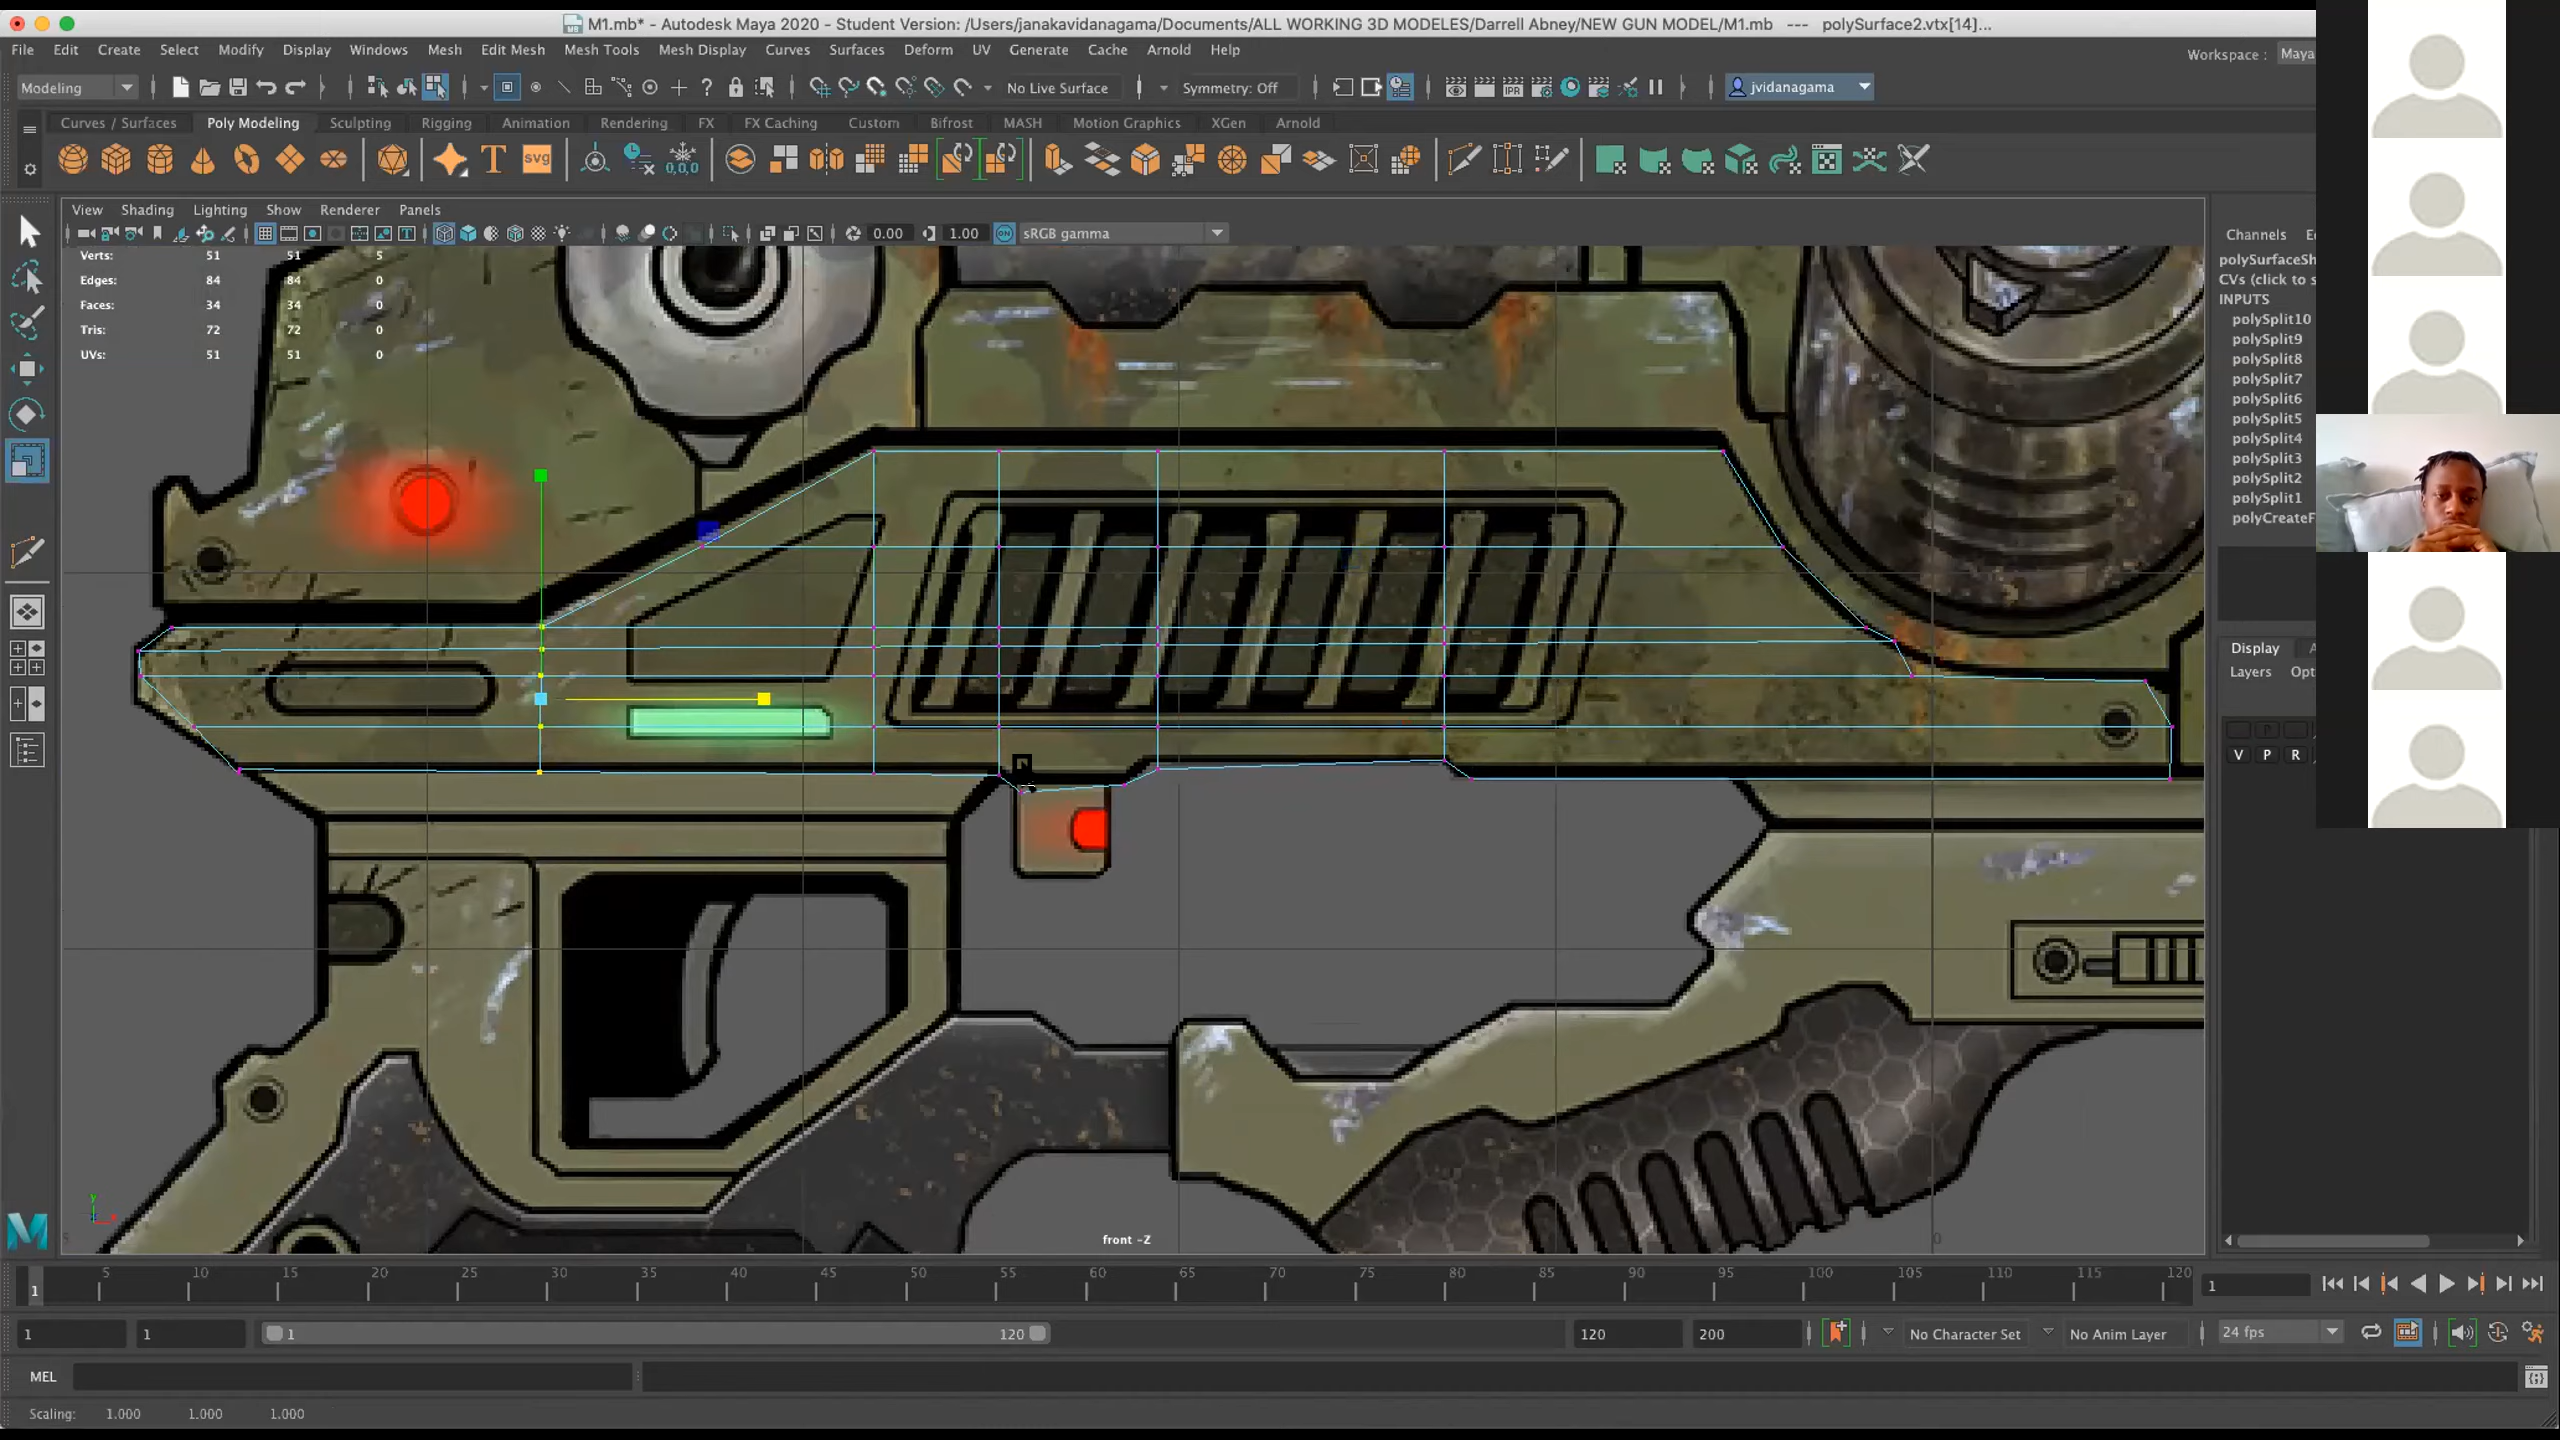 M1.mb* - Autodesk Maya 2020 - Student Version: /Users/janakavidanagama/Documents/ALL WORKING 3D MODELES/Darrell Abney/NEW GUN MODEL/M1.mb --- polySurface2.vtx[14]...
File Edit Create Select Modify Display Windows Mesh Edit Mesh Mesh Tools Mesh Display Curves Surfaces Deform UV Generate Cache Arnold Help
Workspace : Maya
Modeling
No Live Surface
Symmetry: Off
IPR
jvidanagama
Curves / Surfaces Poly Modeling Sculpting Rigging Animation Rendering FX FX Caching Custom Bifrost MASH Motion Graphics XGen Arnold
T
svg
0,0,0
View Shading Lighting Show Renderer Panels
0.00 1.00 ON sRGB gamma
Verts: 51 51 5
Edges: 84 84 0
Faces: 34 34 0
Tris: 72 72 0
UVs: 51 51 0
Channels
polySurfaceSh
CVs (click to s
INPUTS
polySplit10
polySplit9
polySplit8
polySplit7
polySplit6
polySplit5
polySplit4
polySplit3
polySplit2
polySplit1
polyCreateF
Display
Layers Opt
V P R
y
front -Z
5 10 15 20 25 30 35 40 45 50 55 60 65 70 75 80 85 90 95 100 105 110 115 120
1
1
1 1 1 120 120 200 No Character Set No Anim Layer 24 fps
MEL
Scaling: 1.000 1.000 1.000